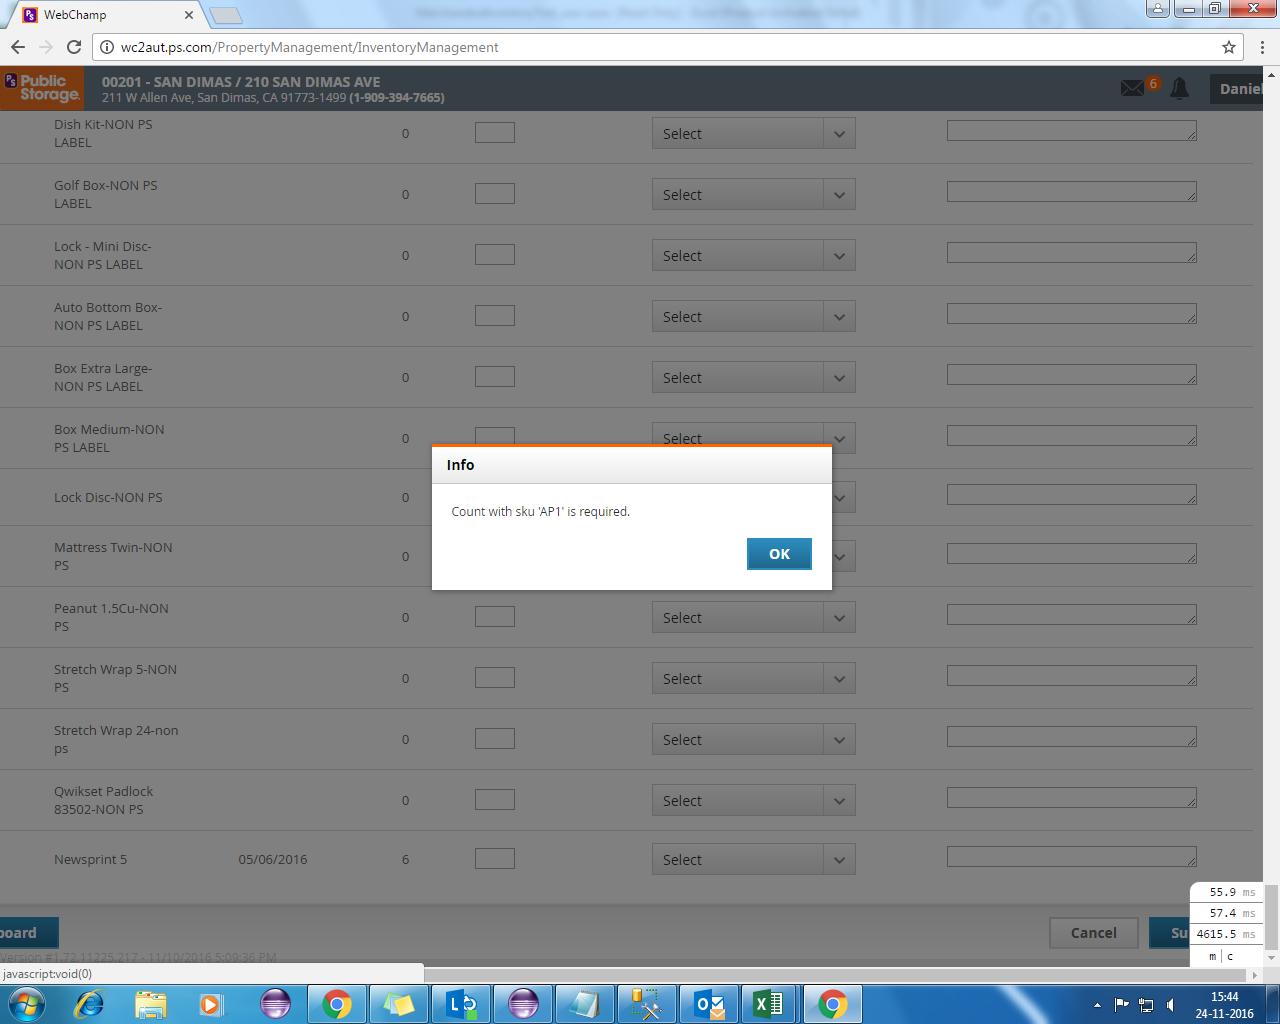 WebChamp
wc2aut.ps.com/PropertyManagement/InventoryManagement
Public
Storage
00201 - SAN DIMAS / 210 SAN DIMAS AVE
211 W Allen Ave, San Dimas, CA 91773-1499 (1-909-394-7665)
6
Daniel
Dish Kit-NON PS
LABEL
0
Select
Golf Box-NON PS
LABEL
0
Select
Lock - Mini Disc-
NON PS LABEL
0
Select
Auto Bottom Box-
NON PS LABEL
0
Select
Box Extra Large-
NON PS LABEL
0
Select
Box Medium-NON
PS LABEL
0
Select
Info
Count with sku 'AP1' is required.
OK
Lock Disc-NON PS
0
Mattress Twin-NON
PS
0
Peanut 1.5Cu-NON
PS
0
Select
Stretch Wrap 5-NON
PS
0
Select
Stretch Wrap 24-non
ps
0
Select
Qwikset Padlock
83502-NON PS
0
Select
Newsprint 5
05/06/2016
6
Select
55.9 ms
57.4 ms
4615.5 ms
m | c
board
Cancel
Su
Version #1.72.11225.217 - 11/10/2016 5:09:36 PM
javascript:void(0)
15:44
24-11-2016